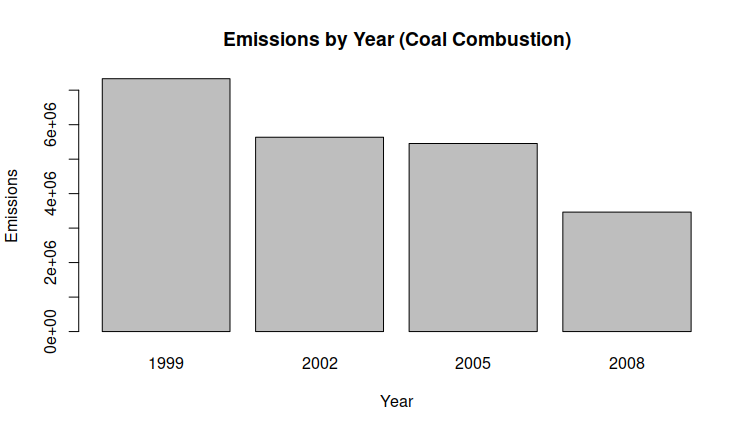 Emissions by Year (Coal Combustion)
Emissions
6e+06
4e+06
2e+06
0e+00
1999 2002 2005 2008
Year